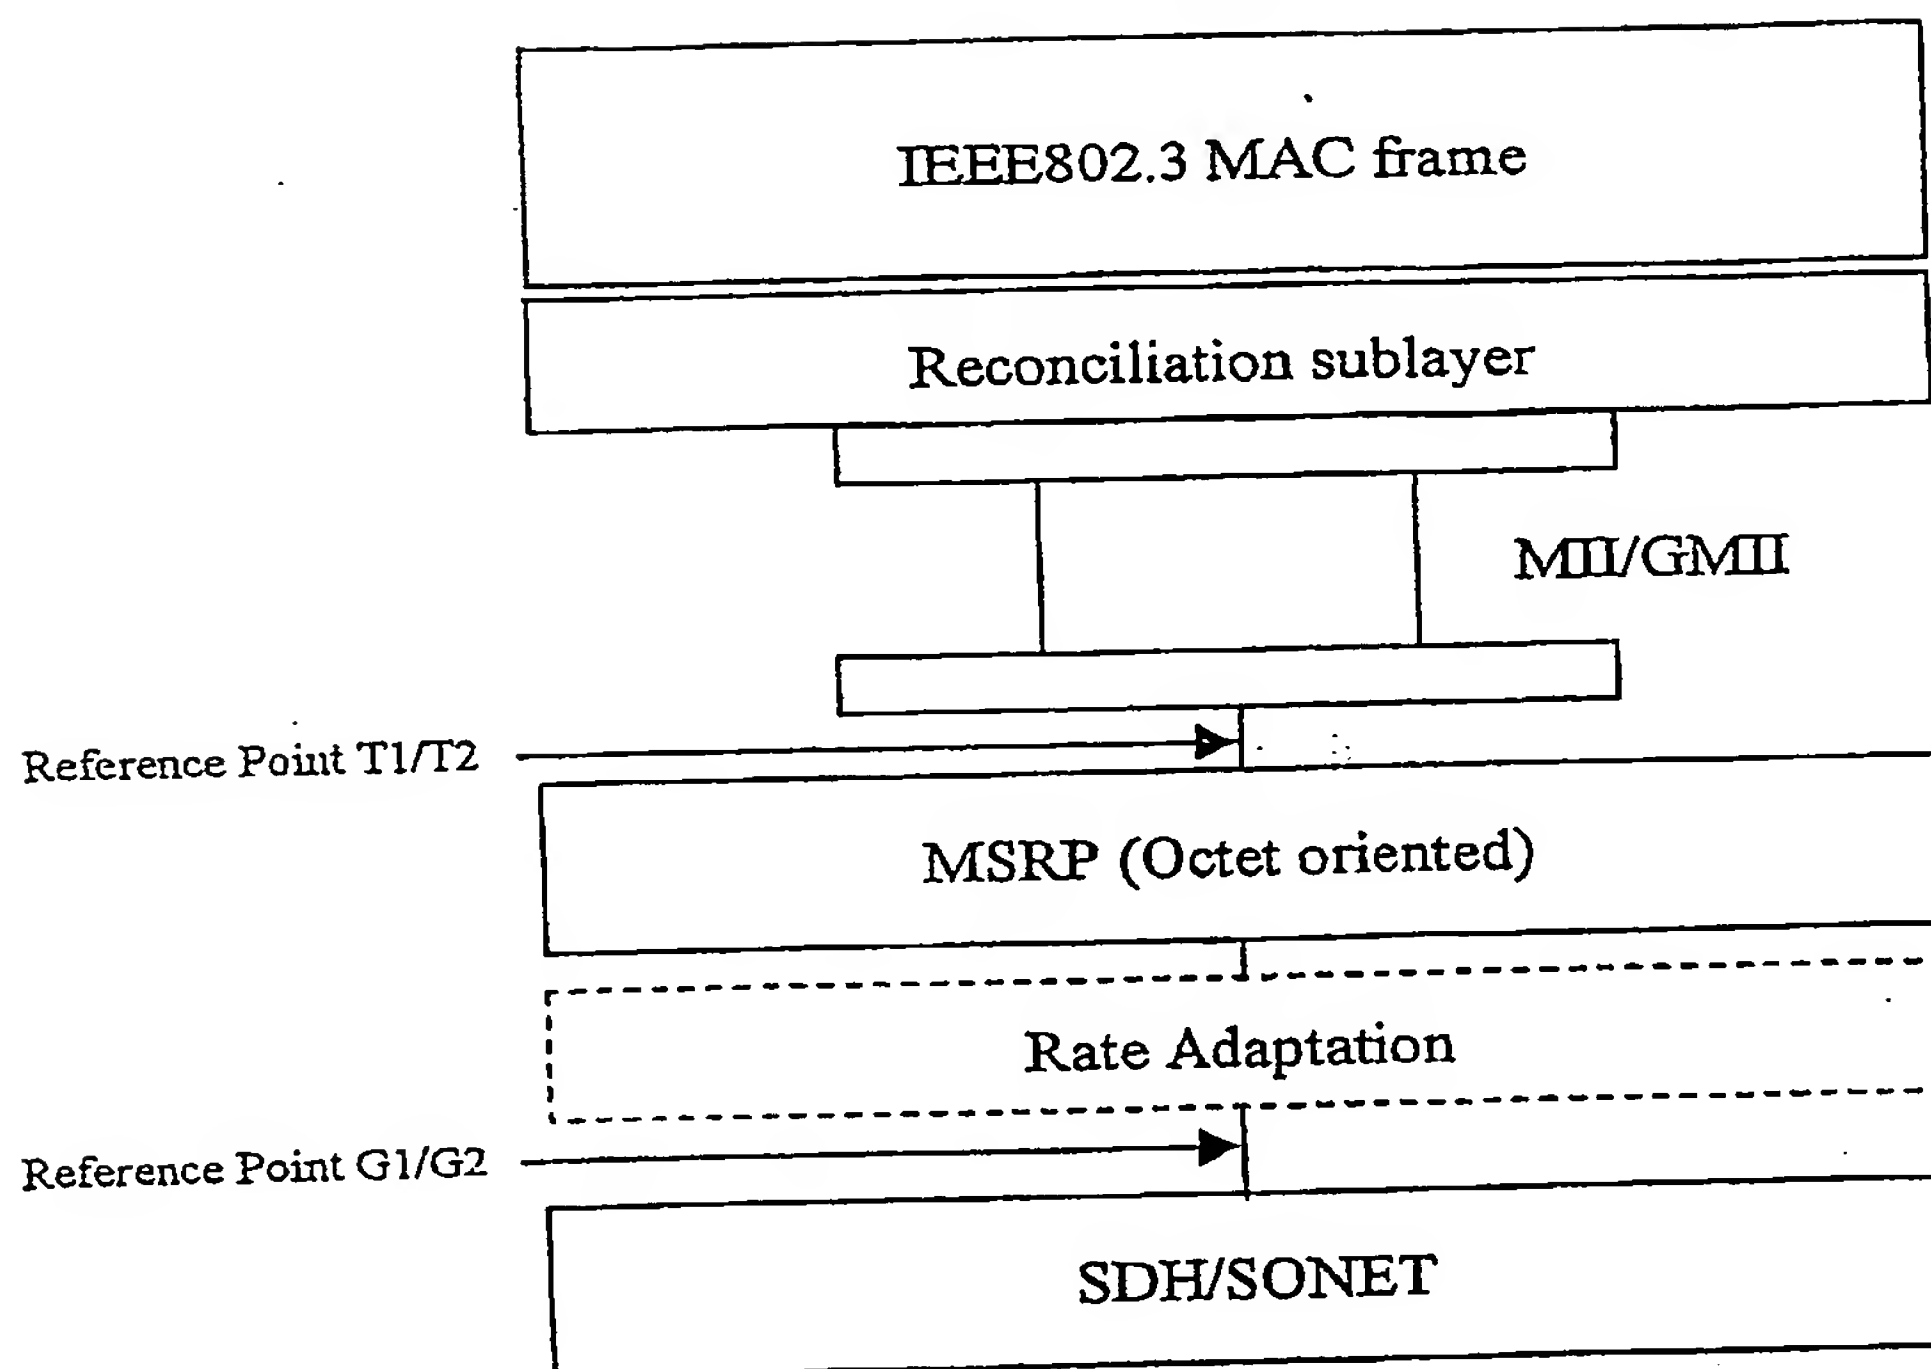 IEEE802.3 MAC frame
Reconciliation sublayer
MII/GMII
Reference Point T1/T2
MSRP (Octet oriented)
Rate Adaptation
Reference Point G1/G2
SDH/SONET